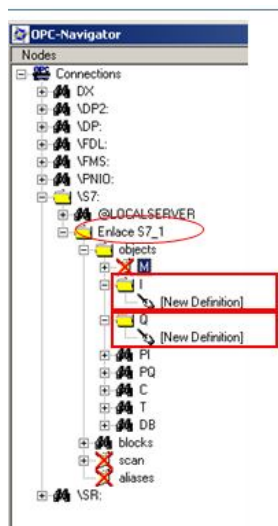 OPC-Navigator
Nodes
Connections
DX
\DP2:
\DP:
\FDL:
\FMS:
\PNIO:
\S7:
@LOCALSERVER
Enlace S7_1
objects
M
I
[New Definition]
Q
[New Definition]
PI
PQ
C
T
DB
blocks
scan
aliases
\SR: